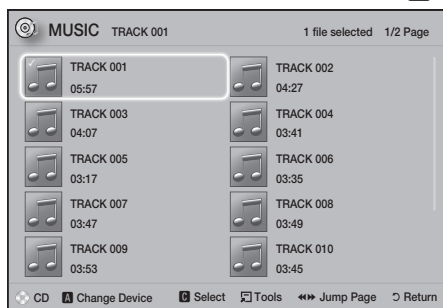 MUSIC TRACK 001 1 file selected 1/2 Page
TRACK 001 TRACK 002
05:57 04:27
TRACK 003 TRACK 004
04:07 03:41
TRACK 005 TRACK 006
03:17 03:35
TRACK 007 TRACK 008
03:47 03:49
TRACK 009 TRACK 010
03:53 03:45
CD A Change Device C Select Tools Jump Page Return